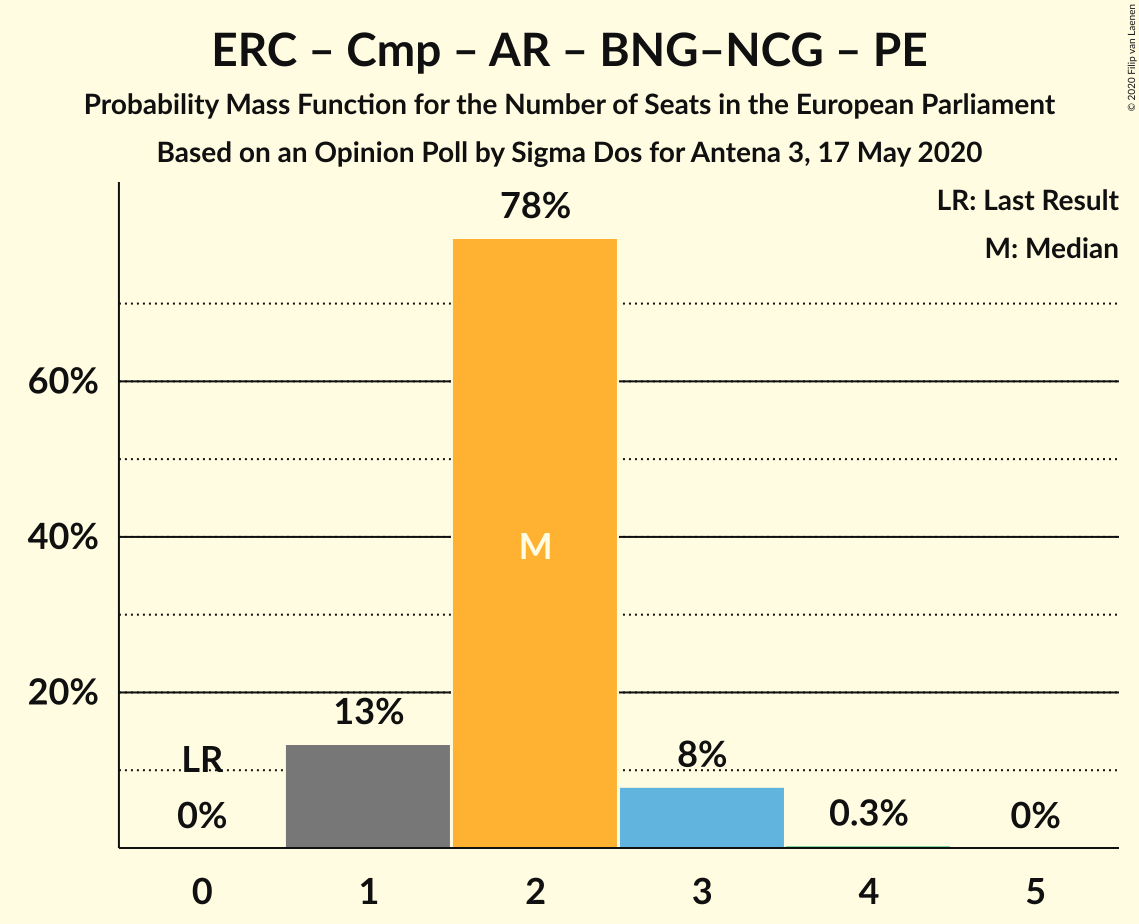 ERC – Cmp – AR – BNG–NCG – PE
Probability Mass Function for the Number of Seats in the European Parliament
Based on an Opinion Poll by Sigma Dos for Antena 3, 17 May 2020
© 2020 Filip van Laenen
LR: Last Result
M: Median
78%
60%
40%
M
20%
13%
LR
8%
0%
0.3%
0%
0 1 2 3 4 5